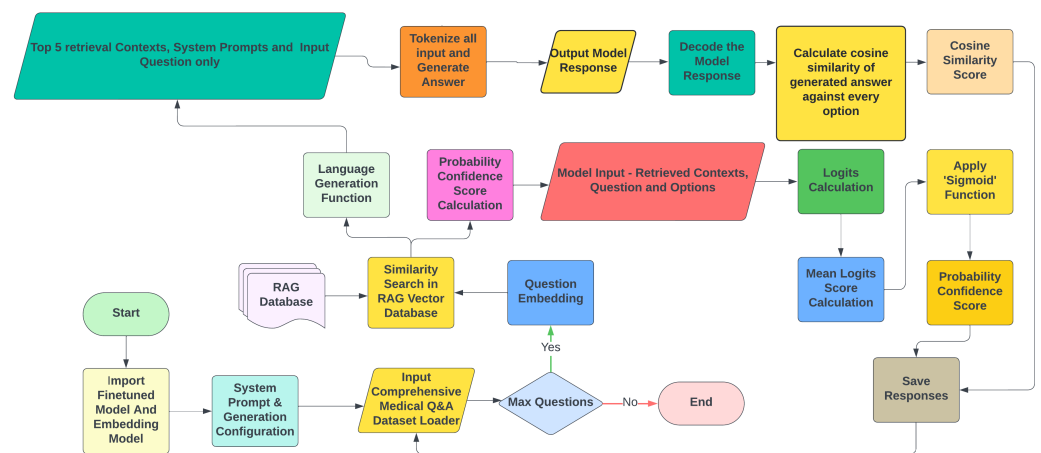 Top 5 retrieval Contexts, System Prompts and  Input
Question only
Tokenize all
input and
Generate
Answer
Output Model
Response
Decode the
Model
Response
Calculate cosine
similarity of
generated answer
against every
option
Cosine
Similarity
Score
Language
Generation
Function
Probability
Confidence
Score
Calculation
Model Input - Retrieved Contexts,
Question and Options
Logits
Calculation
Apply
'Sigmoid'
Function
RAG
Database
Similarity
Search in
RAG Vector
Database
Question
Embedding
Mean Logits
Score
Calculation
Probability
Confidence
Score
Start
Yes
Import
Finetuned
Model And
Embedding
Model
System
Prompt &
Generation
Configuration
Input
Comprehensive
Medical Q&A
Dataset Loader
Max Questions
No
End
Save
Responses